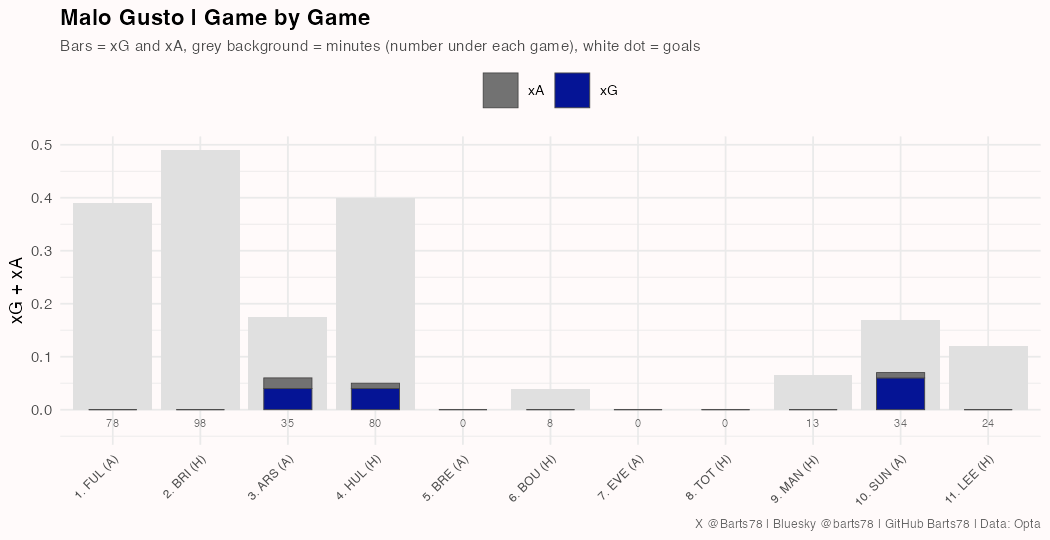 Malo Gusto | Game by Game
Bars = xG and xA, grey background = minutes (number under each game), white dot = goals
xA xG
xG + xA
0.5
0.4
0.3
0.2
0.1
0.0
78 98 35 80 0 8 0 0 13 34 24
1. FUL (A) 2. BRI (H) 3. ARS (A) 4. HUL (H) 5. BRE (A) 6. BOU (H) 7. EVE (A) 8. TOT (H) 9. MAN (H) 10. SUN (A) 11. LEE (H)
X @Barts78 | Bluesky @barts78 | GitHub Barts78 | Data: Opta